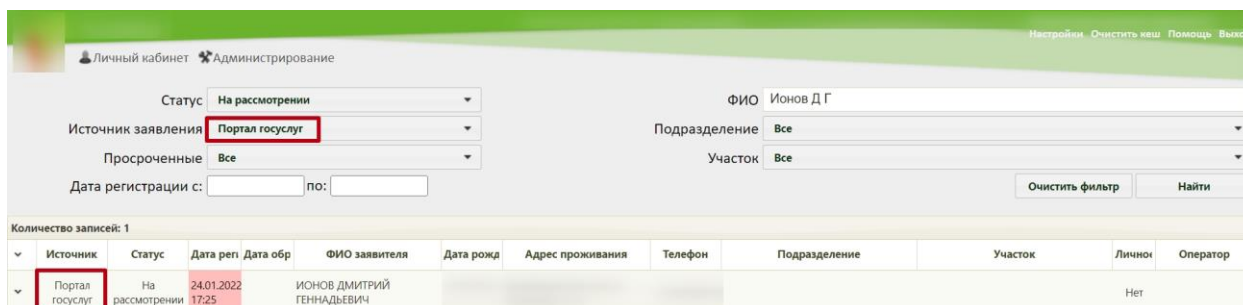 Настройки Очистить кеш Помощь Выхо
Личный кабинет Администрирование
Статус На рассмотрении ФИО Ионов Д Г
Источник заявления Портал госуслуг Подразделение Все
Просроченные Все Участок Все
Дата регистрации с: по: Очистить фильтр Найти
Количество записей: 1
Источник Статус Дата реги Дата обр ФИО заявителя Дата рожд Адрес проживания Телефон Подразделение Участок Личное Оператор
Портал На 24.01.2022 ИОНОВ ДМИТРИЙ Нет
госуслуг рассмотрении 17:25 ГЕННАДЬЕВИЧ